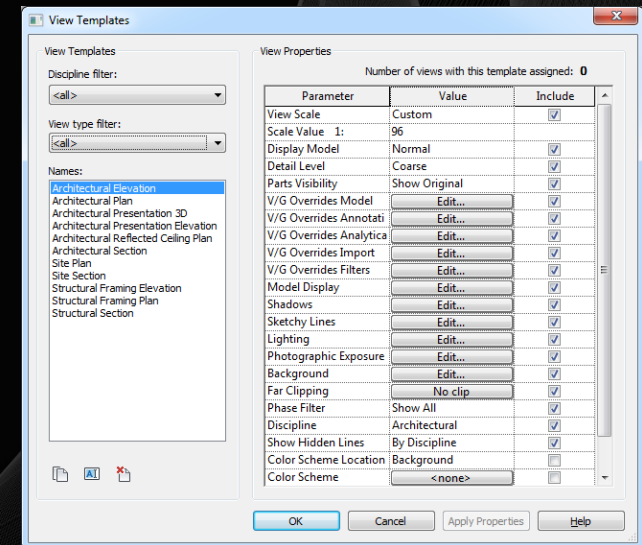 View Templates
View Templates
Discipline filter:
<all>
View type filter:
<all>
Names:
Architectural Elevation
Architectural Plan
Architectural Presentation 3D
Architectural Presentation Elevation
Architectural Reflected Ceiling Plan
Architectural Section
Site Plan
Site Section
Structural Framing Elevation
Structural Framing Plan
Structural Section
View Properties
Number of views with this template assigned: 0
Parameter Value Include
View Scale Custom
Scale Value 1: 96
Display Model Normal
Detail Level Coarse
Parts Visibility Show Original
V/G Overrides Model Edit...
V/G Overrides Annotati Edit...
V/G Overrides Analytica Edit...
V/G Overrides Import Edit...
V/G Overrides Filters Edit...
Model Display Edit...
Shadows Edit...
Sketchy Lines Edit...
Lighting Edit...
Photographic Exposure Edit...
Background Edit...
Far Clipping No clip
Phase Filter Show All
Discipline Architectural
Show Hidden Lines By Discipline
Color Scheme Location Background
Color Scheme <none>
OK Cancel Apply Properties Help